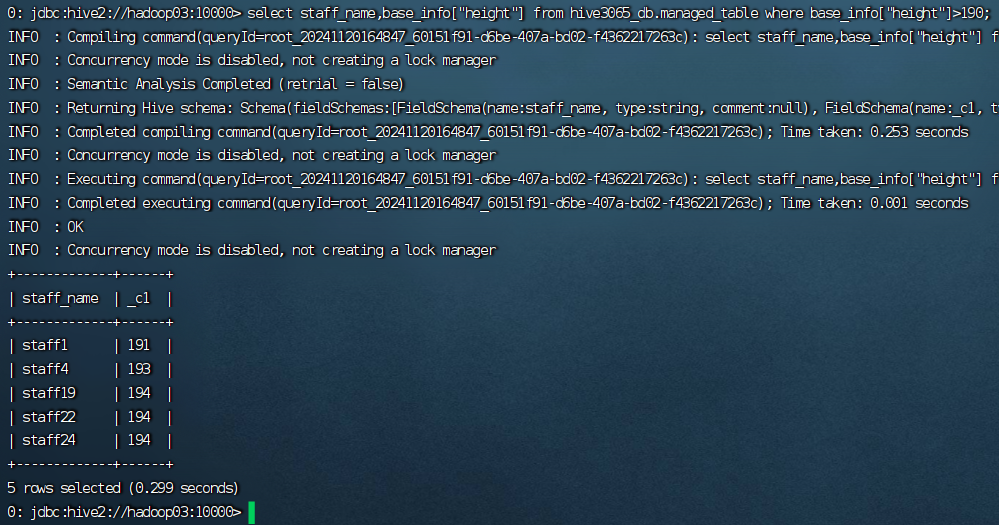 0: jdbc:hive2://hadoop03:10000> select staff_name,base_info["height"] from hive3065_db.managed_table where base_info["height"]>190;
INFO  : Compiling command(queryId=root_20241120164847_60151f91-d6be-407a-bd02-f4362217263c): select staff_name,base_info["height"] f
INFO  : Concurrency mode is disabled, not creating a lock manager
INFO  : Semantic Analysis Completed (retrial = false)
INFO  : Returning Hive schema: Schema(fieldSchemas:[FieldSchema(name:staff_name, type:string, comment:null), FieldSchema(name:_c1, t
INFO  : Completed compiling command(queryId=root_20241120164847_60151f91-d6be-407a-bd02-f4362217263c); Time taken: 0.253 seconds
INFO  : Concurrency mode is disabled, not creating a lock manager
INFO  : Executing command(queryId=root_20241120164847_60151f91-d6be-407a-bd02-f4362217263c): select staff_name,base_info["height"] f
INFO  : Completed executing command(queryId=root_20241120164847_60151f91-d6be-407a-bd02-f4362217263c); Time taken: 0.001 seconds
INFO  : OK
INFO  : Concurrency mode is disabled, not creating a lock manager
+-------------+------+
| staff_name  | _c1  |
+-------------+------+
| staff1      | 191  |
| staff4      | 193  |
| staff19     | 194  |
| staff22     | 194  |
| staff24     | 194  |
+-------------+------+
5 rows selected (0.299 seconds)
0: jdbc:hive2://hadoop03:10000>